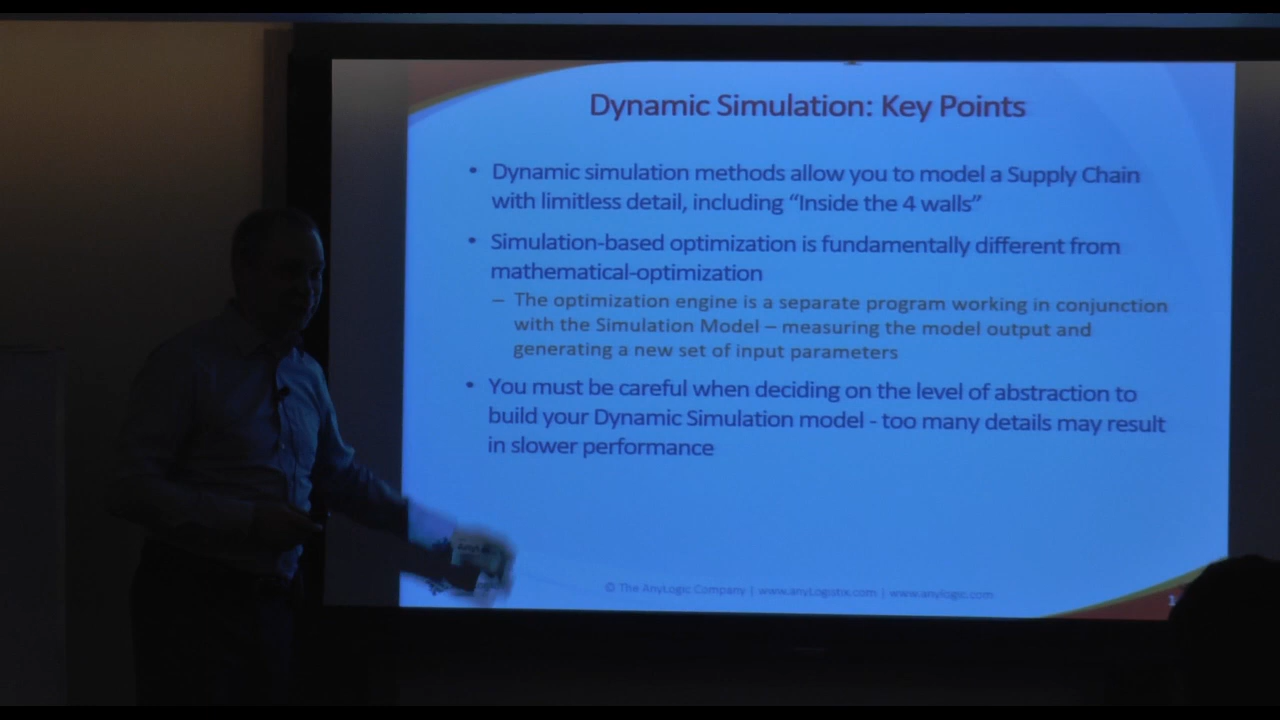 Dynamic Simulation: Key Points
• Dynamic simulation methods allow you to model a Supply Chain
with limitless detail, including “Inside the 4 walls”
• Simulation-based optimization is fundamentally different from
mathematical-optimization
– The optimization engine is a separate program working in conjunction
with the Simulation Model – measuring the model output and
generating a new set of input parameters
• You must be careful when deciding on the level of abstraction to
build your Dynamic Simulation model - too many details may result
in slower performance
© The AnyLogic Company | www.anyLogistix.com | www.anylogic.com